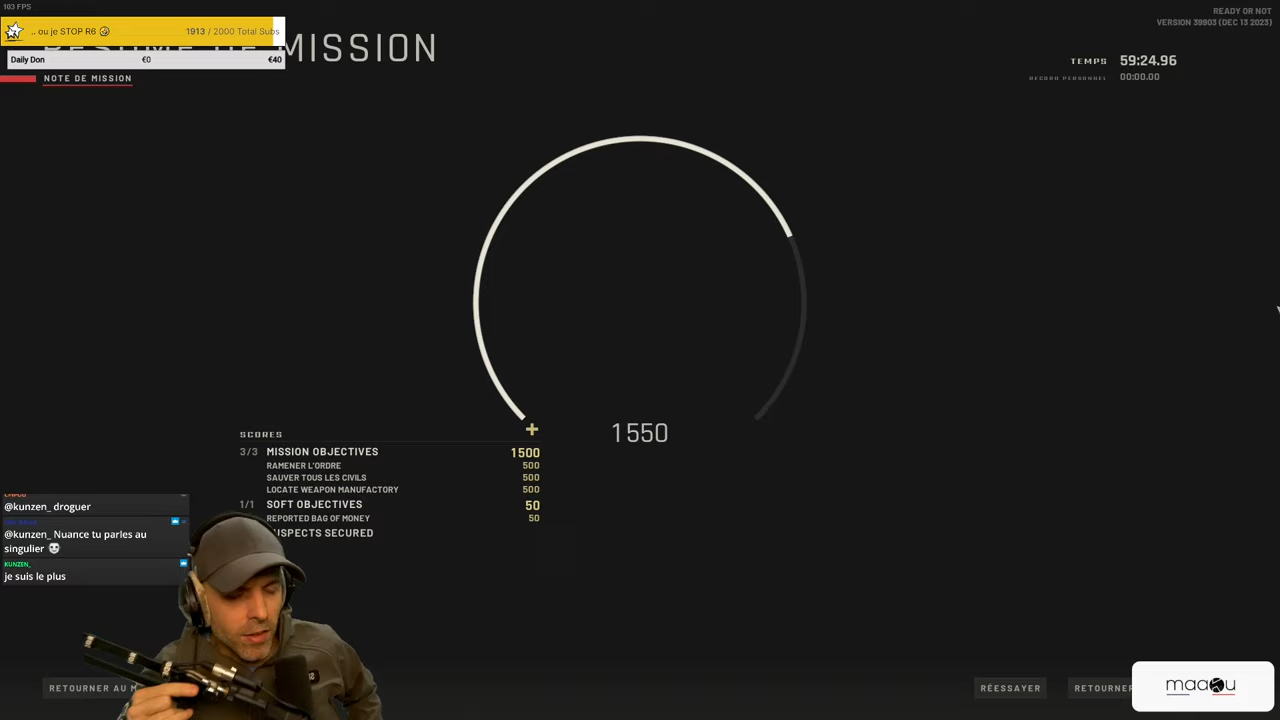 103 FPS
READY OR NOT
VERSION 39903 (DEC 13 2023)
.. ou je STOP R6
1913 / 2000 Total Subs
MISSION
Daily Don €0 €40
TEMPS 59:24.96
RECORD PERSONNEL 00:00.00
NOTE DE MISSION
1550
SCORES
3/3 MISSION OBJECTIVES 1500
RAMENER L'ORDRE 500
SAUVER TOUS LES CIVILS 500
LOCATE WEAPON MANUFACTORY 500
1/1 SOFT OBJECTIVES 50
REPORTED BAG OF MONEY 50
SUSPECTS SECURED
@kunzen_ droguer
@kunzen_ Nuance tu parles au
singulier
KUNZEN_
je suis le plus
RETOURNER AU M
RÉESSAYER
RETOURNER
maaou